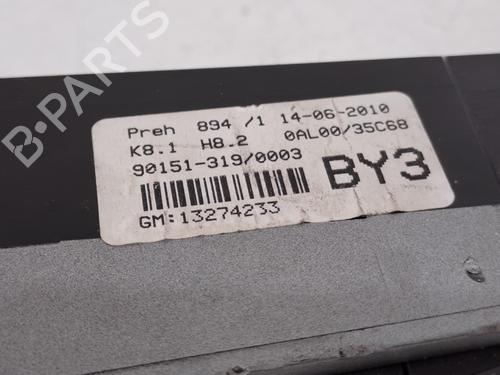 Preh 894 /1 14-06-2010
K8.1 H8.2 0AL00/35C68
90151-319/0003
BY3
GM:13274233
B-PARTS